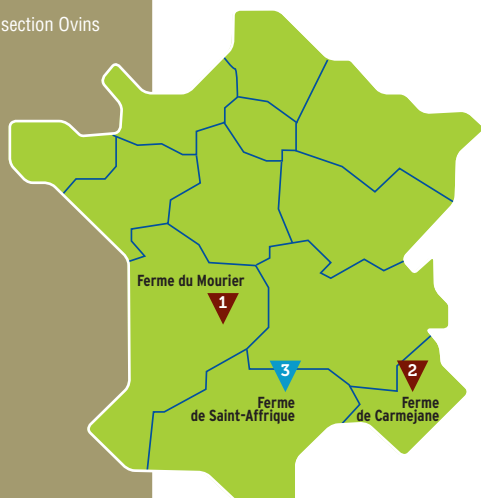 section Ovins
Ferme du Mourier
1
3
2
Ferme
de Saint-Affrique
Ferme
de Carmejane